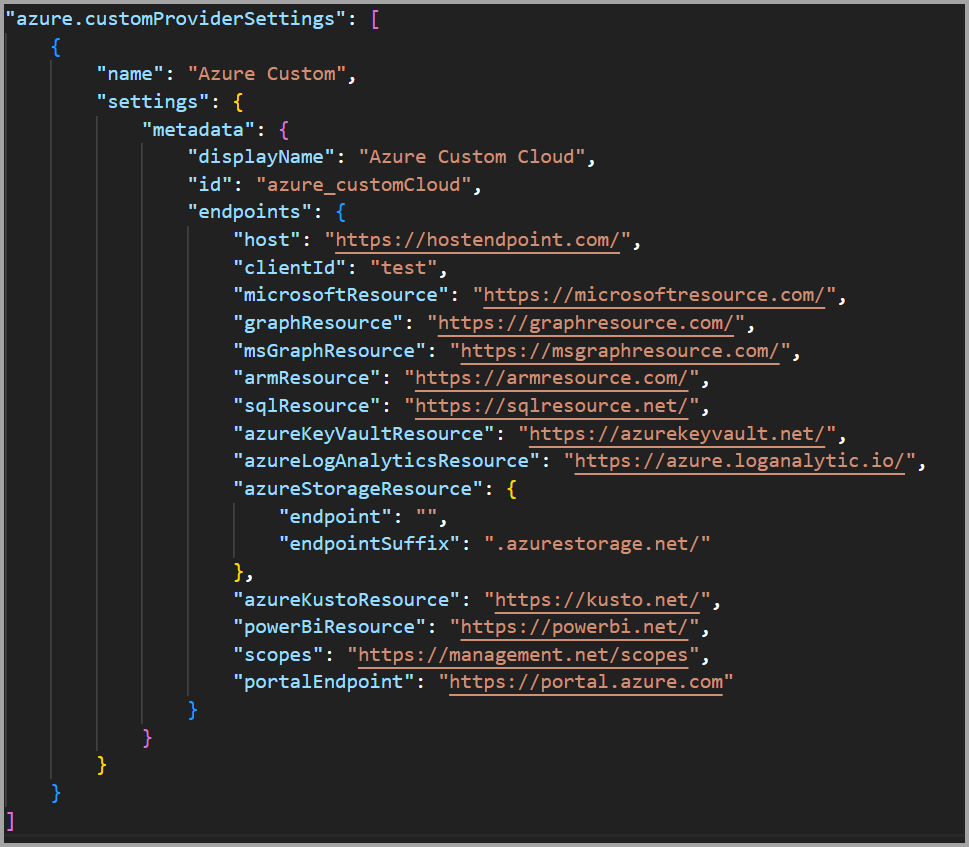 "azure.customProviderSettings": [
{
"name": "Azure Custom",
"settings": {
"metadata": {
"displayName": "Azure Custom Cloud",
"id": "azure_customCloud",
"endpoints": {
"host": "https://hostendpoint.com/",
"clientId": "test",
"microsoftResource": "https://microsoftresource.com/",
"graphResource": "https://graphresource.com/",
"msGraphResource": "https://msgraphresource.com/",
"armResource": "https://armresource.com/",
"sqlResource": "https://sqlresource.net/",
"azureKeyVaultResource": "https://azurekeyvault.net/",
"azureLogAnalyticsResource": "https://azure.loganalytic.io/",
"azureStorageResource": {
"endpoint": "",
"endpointSuffix": ".azurestorage.net/"
},
"azureKustoResource": "https://kusto.net/",
"powerBiResource": "https://powerbi.net/",
"scopes": "https://management.net/scopes",
"portalEndpoint": "https://portal.azure.com"
}
}
}
}
]